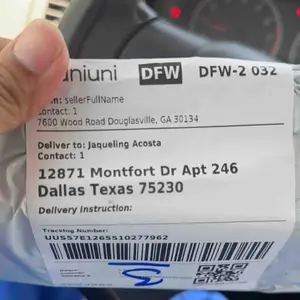 uniuni DFW DFW-2 032
sellerFullName
Contact: 1
7600 Wood Road Douglasville, GA 30134
Deliver to: Jaqueling Acosta
Contact: 1
12871 Montfort Dr Apt 246
Dallas Texas 75230
Delivery Instruction:
Tracking Number:
UUS57E1265510277962